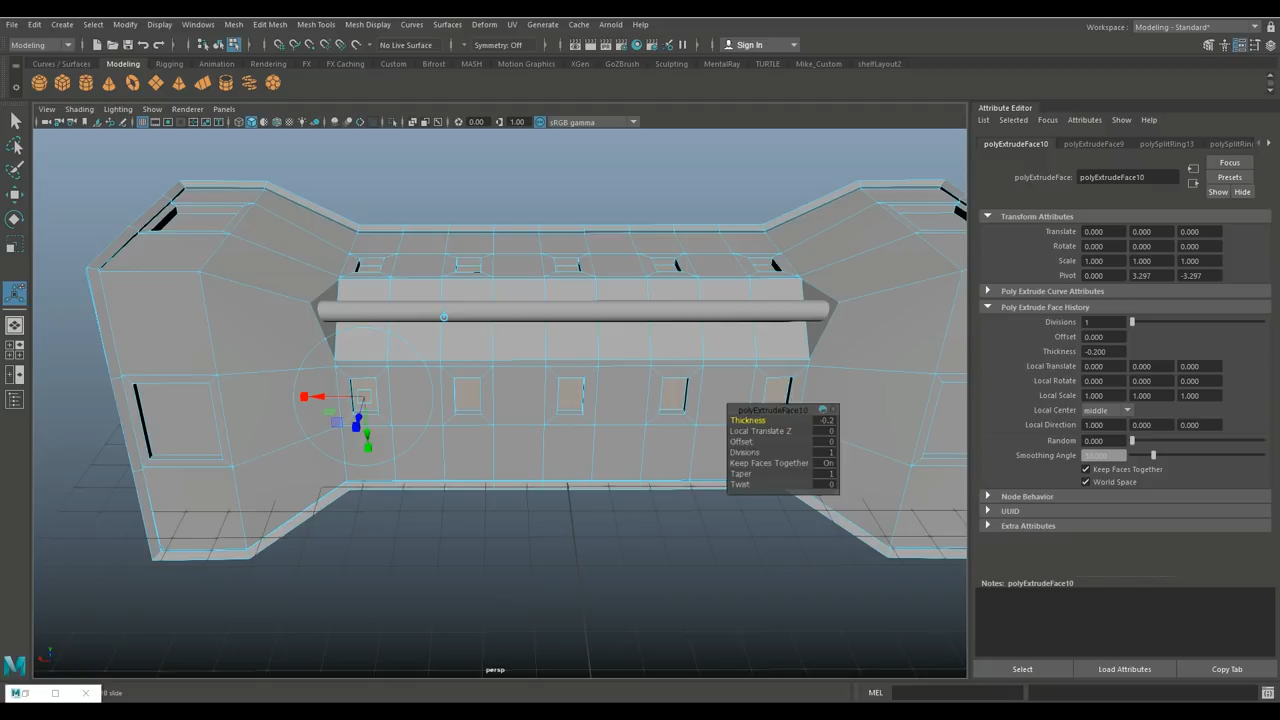 File Edit Create Select Modify Display Windows Mesh Edit Mesh Mesh Tools Mesh Display Curves Surfaces Deform UV Generate Cache Arnold Help
Workspace : Modeling - Standard*
Modeling No Live Surface Symmetry: Off Sign In
Curves / Surfaces Modeling Rigging Animation Rendering FX FX Caching Custom Bifrost MASH Motion Graphics XGen GoZBrush Sculpting MentalRay TURTLE Mike_Custom shelfLayout2
View Shading Lighting Show Renderer Panels
0.00 1.00 sRGB gamma
polyExtrudeFace10
Thickness -0.2
Local Translate Z 0
Offset 0
Divisions 1
Keep Faces Together On
Taper 1
Twist 0
persp
Attribute Editor
List Selected Focus Attributes Show Help
polyExtrudeFace10 polyExtrudeFace9 polySplitRing13 polySplitRin
Focus
polyExtrudeFace: polyExtrudeFace10
Presets
Show Hide
Transform Attributes
Translate 0.000 0.000 0.000
Rotate 0.000 0.000 0.000
Scale 1.000 1.000 1.000
Pivot 0.000 3.297 -3.297
Poly Extrude Curve Attributes
Poly Extrude Face History
Divisions 1
Offset 0.000
Thickness -0.200
Local Translate 0.000 0.000 0.000
Local Rotate 0.000 0.000 0.000
Local Scale 1.000 1.000 1.000
Local Center middle
Local Direction 1.000 0.000 0.000
Random 0.000
Smoothing Angle
Keep Faces Together
World Space
Node Behavior
UUID
Extra Attributes
Notes: polyExtrudeFace10
Select Load Attributes Copy Tab
slide
MEL